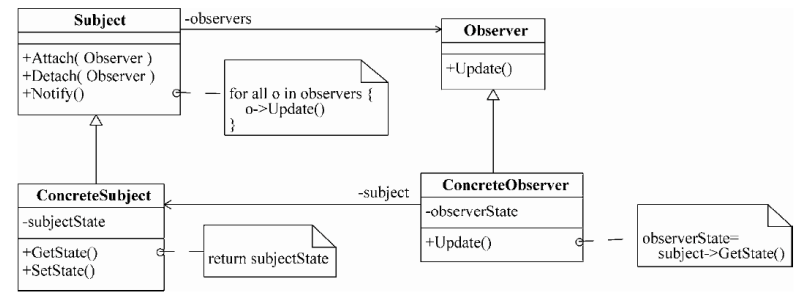 Subject
-observers
Observer
+Attach( Observer )
+Detach( Observer )
+Notify()
+Update()
for all o in observers {
o->Update()
}
ConcreteSubject
-subject
ConcreteObserver
-subjectState
-observerState
+GetState()
+SetState()
return subjectState
+Update()
observerState=
subject->GetState()